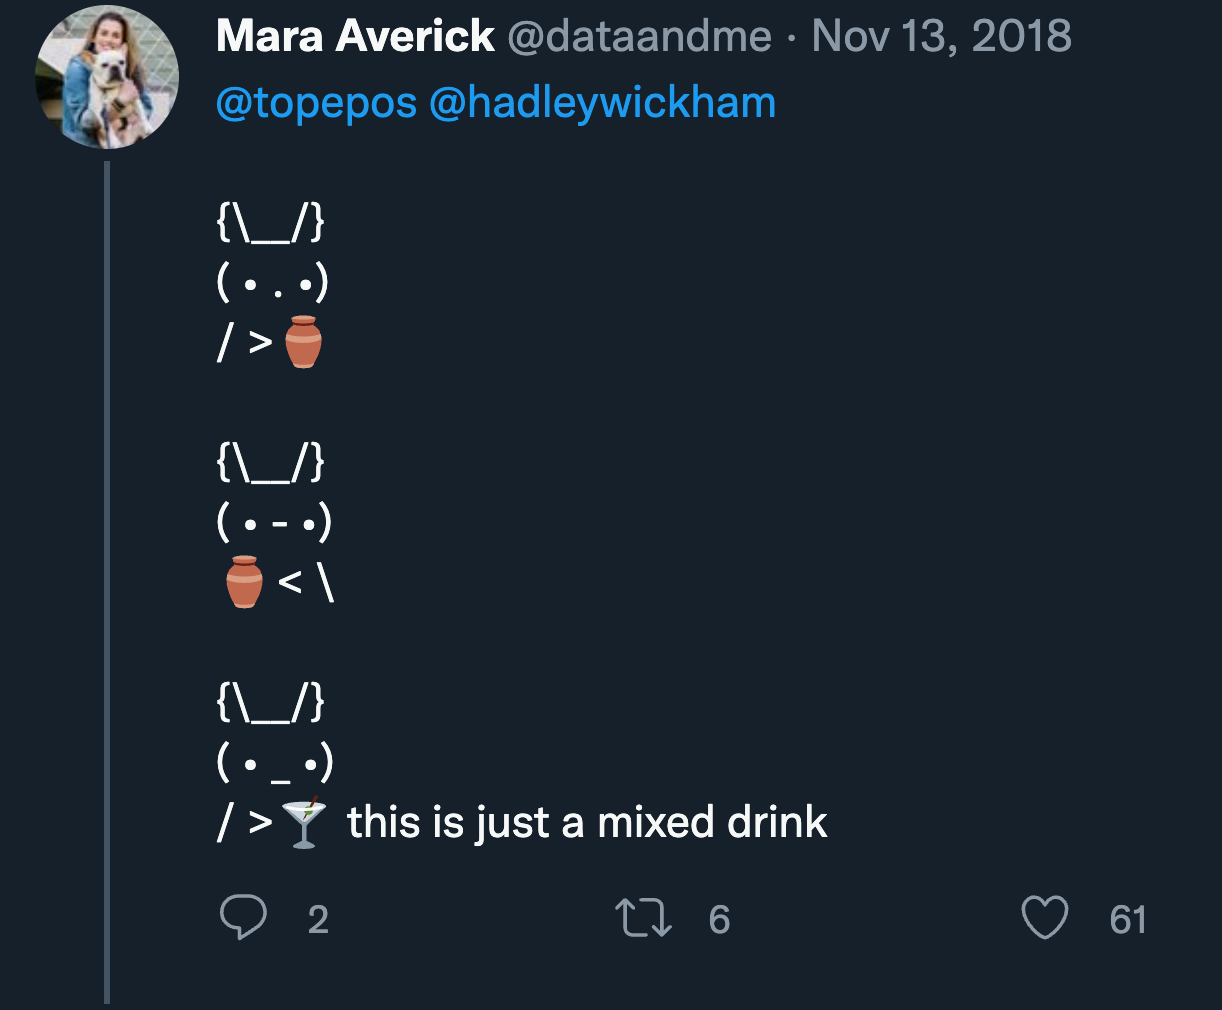 Mara Averick @dataandme · Nov 13, 2018
@topepos @hadleywickham
{\__/}
( • . •)
/ > 🏺
{\__/}
( • - •)
🏺 < \
{\__/}
( • _ •)
/ > 🍸 this is just a mixed drink
2 6 61